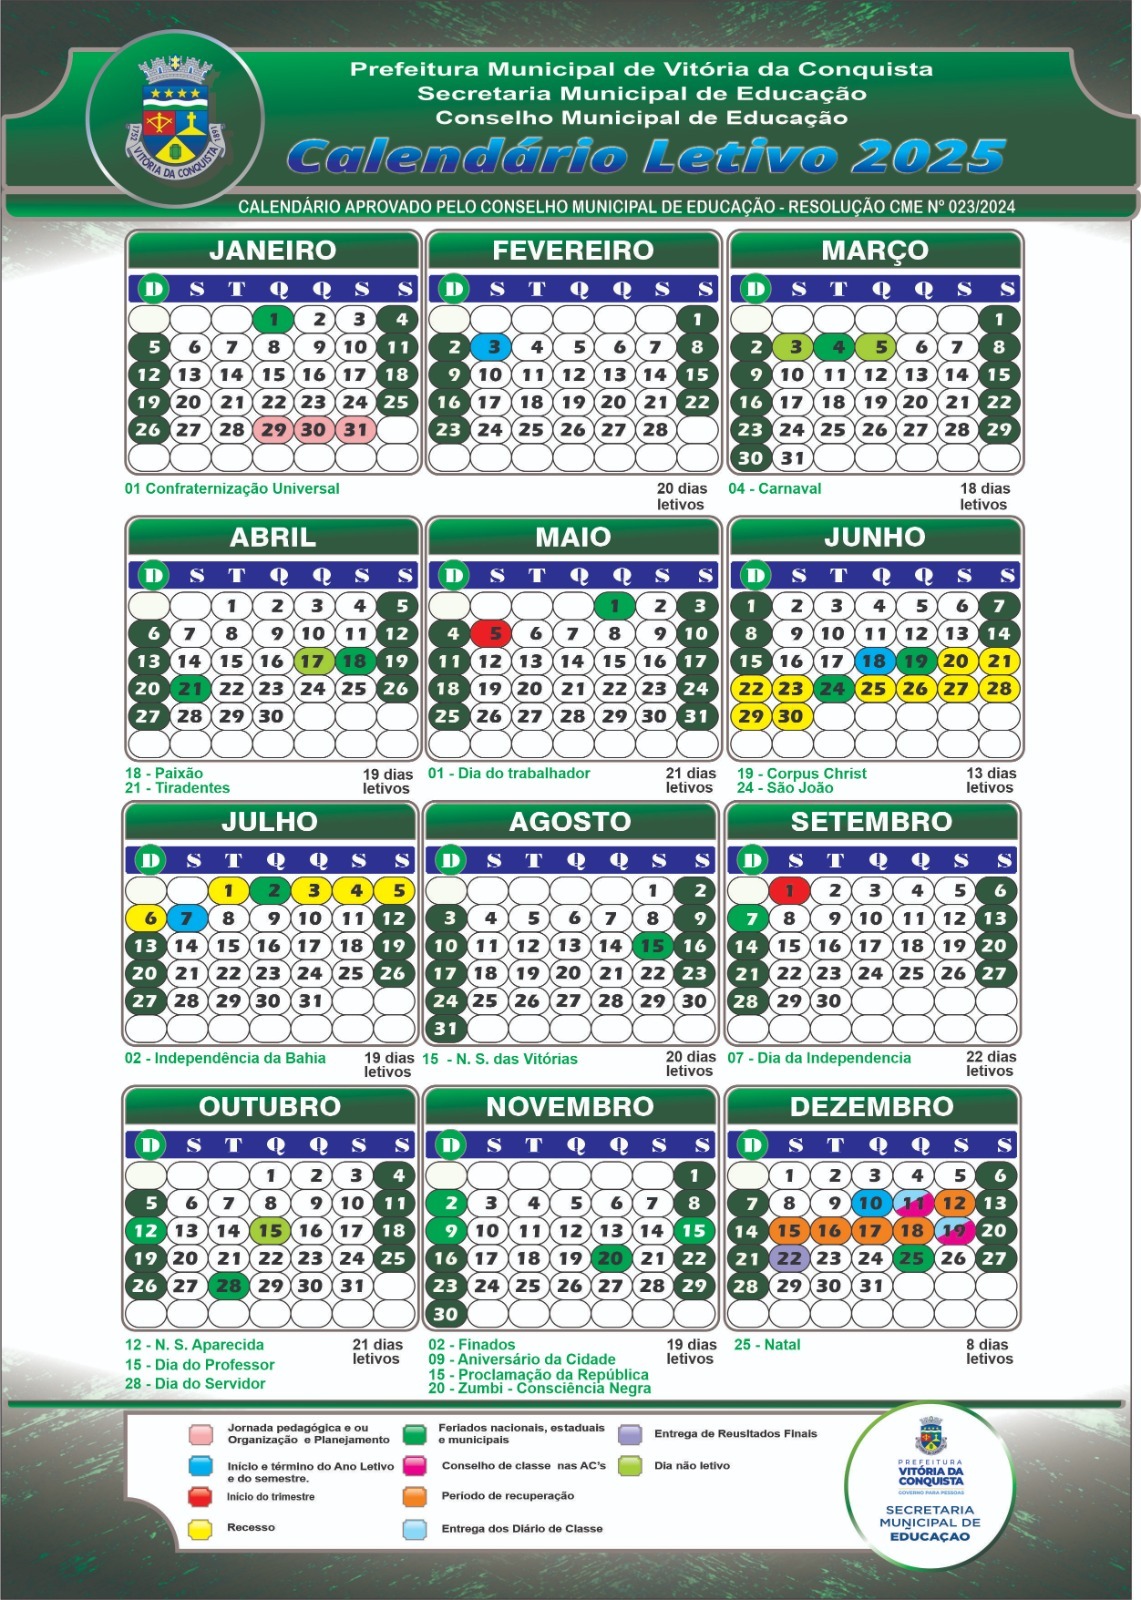 Prefeitura Municipal de Vitória da Conquista
Secretaria Municipal de Educação
Conselho Municipal de Educação
Calendário Letivo 2025
1752 VITÓRIA DA CONQUISTA 1891
CALENDÁRIO APROVADO PELO CONSELHO MUNICIPAL DE EDUCAÇÃO - RESOLUÇÃO CME Nº 023/2024
JANEIRO
D S T Q Q S S
1 2 3 4
5 6 7 8 9 10 11
12 13 14 15 16 17 18
19 20 21 22 23 24 25
26 27 28 29 30 31
01 Confraternização Universal
FEVEREIRO
D S T Q Q S S
1
2 3 4 5 6 7 8
9 10 11 12 13 14 15
16 17 18 19 20 21 22
23 24 25 26 27 28
20 dias
letivos
MARÇO
D S T Q Q S S
1
2 3 4 5 6 7 8
9 10 11 12 13 14 15
16 17 18 19 20 21 22
23 24 25 26 27 28 29
30 31
04 - Carnaval
18 dias
letivos
ABRIL
D S T Q Q S S
1 2 3 4 5
6 7 8 9 10 11 12
13 14 15 16 17 18 19
20 21 22 23 24 25 26
27 28 29 30
18 - Paixão
21 - Tiradentes
19 dias
letivos
MAIO
D S T Q Q S S
1 2 3
4 5 6 7 8 9 10
11 12 13 14 15 16 17
18 19 20 21 22 23 24
25 26 27 28 29 30 31
01 - Dia do trabalhador
21 dias
letivos
JUNHO
D S T Q Q S S
1 2 3 4 5 6 7
8 9 10 11 12 13 14
15 16 17 18 19 20 21
22 23 24 25 26 27 28
29 30
19 - Corpus Christ
24 - São João
13 dias
letivos
JULHO
D S T Q Q S S
1 2 3 4 5
6 7 8 9 10 11 12
13 14 15 16 17 18 19
20 21 22 23 24 25 26
27 28 29 30 31
02 - Independência da Bahia
19 dias
letivos
AGOSTO
D S T Q Q S S
1 2
3 4 5 6 7 8 9
10 11 12 13 14 15 16
17 18 19 20 21 22 23
24 25 26 27 28 29 30
31
15 - N. S. das Vitórias
20 dias
letivos
SETEMBRO
D S T Q Q S S
1 2 3 4 5 6
7 8 9 10 11 12 13
14 15 16 17 18 19 20
21 22 23 24 25 26 27
28 29 30
07 - Dia da Independencia
22 dias
letivos
OUTUBRO
D S T Q Q S S
1 2 3 4
5 6 7 8 9 10 11
12 13 14 15 16 17 18
19 20 21 22 23 24 25
26 27 28 29 30 31
12 - N. S. Aparecida
15 - Dia do Professor
28 - Dia do Servidor
21 dias
letivos
NOVEMBRO
D S T Q Q S S
1
2 3 4 5 6 7 8
9 10 11 12 13 14 15
16 17 18 19 20 21 22
23 24 25 26 27 28 29
30
02 - Finados
09 - Aniversário da Cidade
15 - Proclamação da República
20 - Zumbi - Consciência Negra
19 dias
letivos
DEZEMBRO
D S T Q Q S S
1 2 3 4 5 6
7 8 9 10 11 12 13
14 15 16 17 18 19 20
21 22 23 24 25 26 27
28 29 30 31
25 - Natal
8 dias
letivos
Jornada pedagógica e ou
Organização e Planejamento
Início e término do Ano Letivo
e do semestre.
Início do trimestre
Recesso
Feriados nacionais, estaduais
e municipais
Conselho de classe nas AC's
Período de recuperação
Entrega dos Diário de Classe
Entrega de Reusltados Finais
Dia não letivo
PREFEITURA
VITÓRIA DA
CONQUISTA
GOVERNO PARA PESSOAS
SECRETARIA
MUNICIPAL DE
EDUCAÇÃO